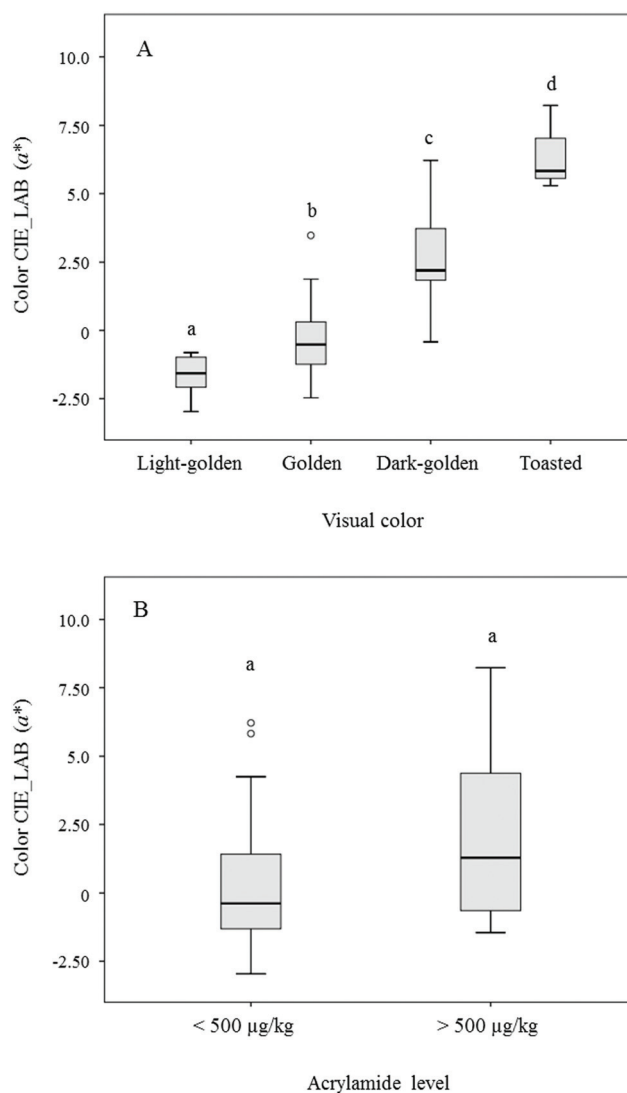 A
Color CIE_LAB (a*)
10.0
7.50
5.0
2.50
0
-2.50
a
b
c
d
Light-golden Golden Dark-golden Toasted
Visual color
B
Color CIE_LAB (a*)
10.0
7.50
5.0
2.50
0
-2.50
a
a
< 500 µg/kg > 500 µg/kg
Acrylamide level